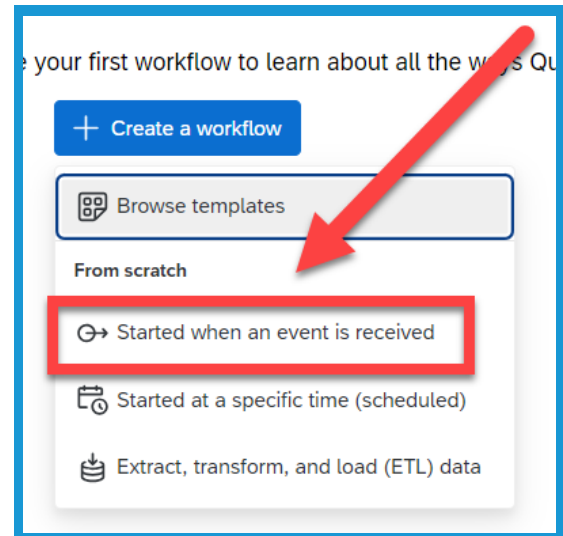 your first workflow to learn about all the ways
Create a workflow
Browse templates
From scratch
Started when an event is received
Started at a specific time (scheduled)
Extract, transform, and load (ETL) data